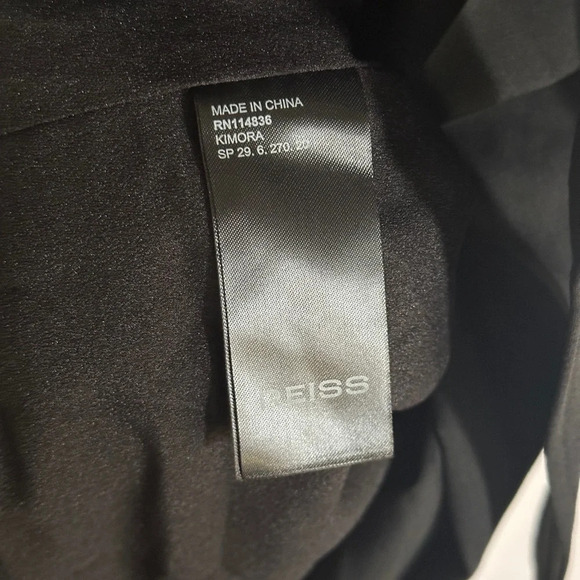 MADE IN CHINA
RN114836
KIMORA
SP 29. 6. 270. 20
REISS